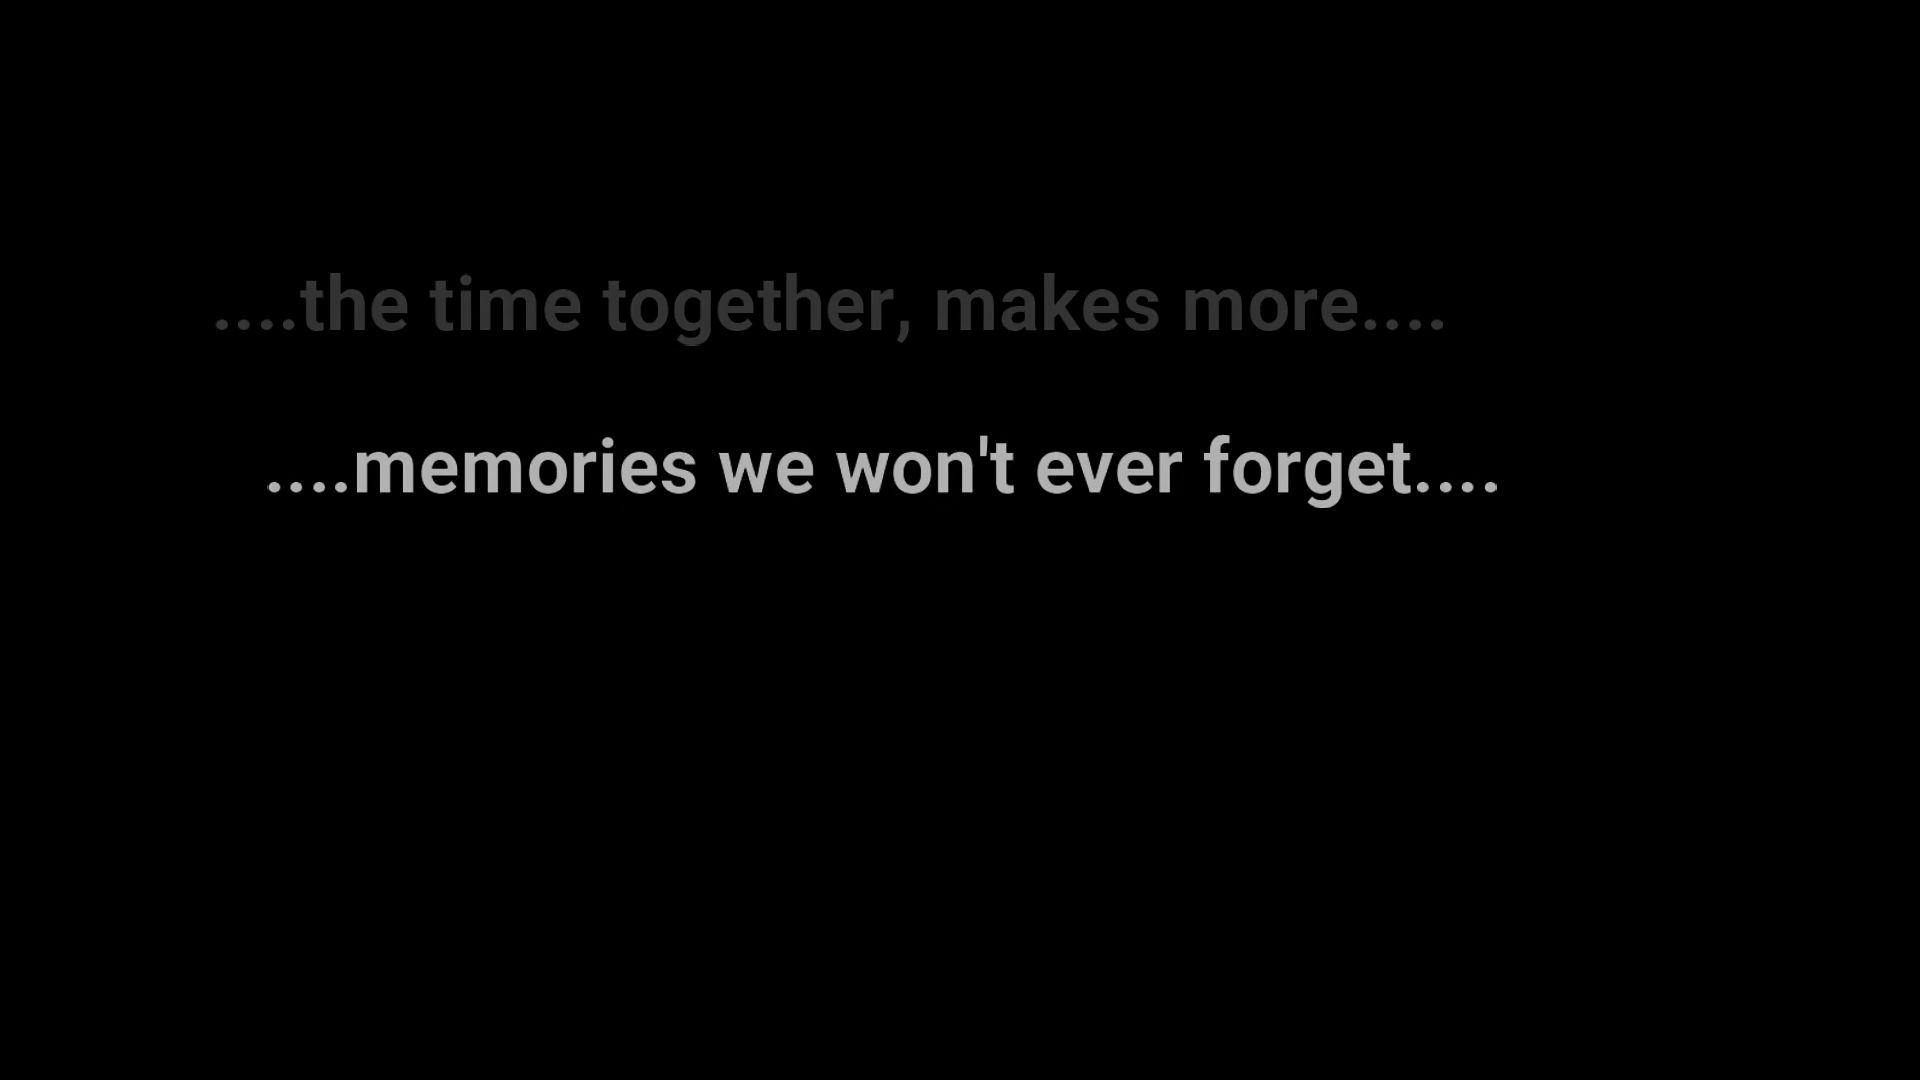 ....the time together, makes more....
....memories we won't ever forget....